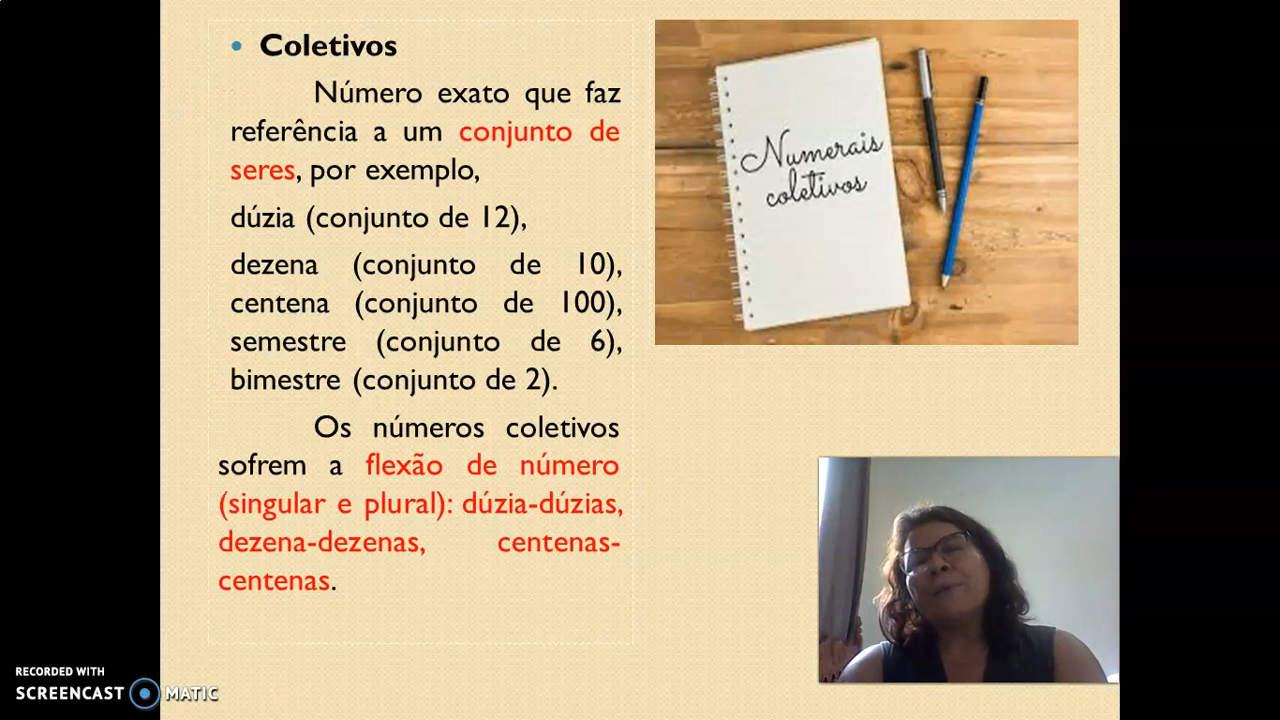 Coletivos
Número exato que faz
referência a um conjunto de
seres, por exemplo,
dúzia (conjunto de 12),
dezena (conjunto de 10),
centena (conjunto de 100),
semestre (conjunto de 6),
bimestre (conjunto de 2).
Os números coletivos
sofrem a flexão de número
(singular e plural): dúzia-dúzias,
dezena-dezenas, centenas-
centenas.
Numerais
coletivos
RECORDED WITH
SCREENCAST MATIC